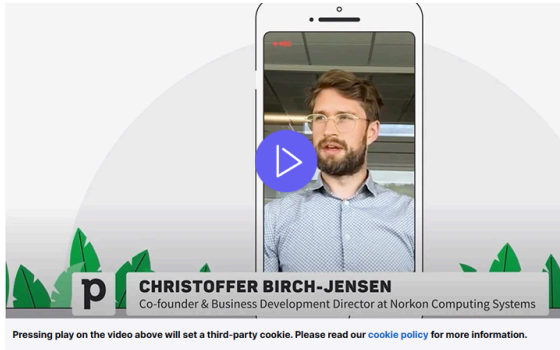 REC
p
CHRISTOFFER BIRCH-JENSEN
Co-founder & Business Development Director at Norkon Computing Systems
Pressing play on the video above will set a third-party cookie. Please read our cookie policy for more information.